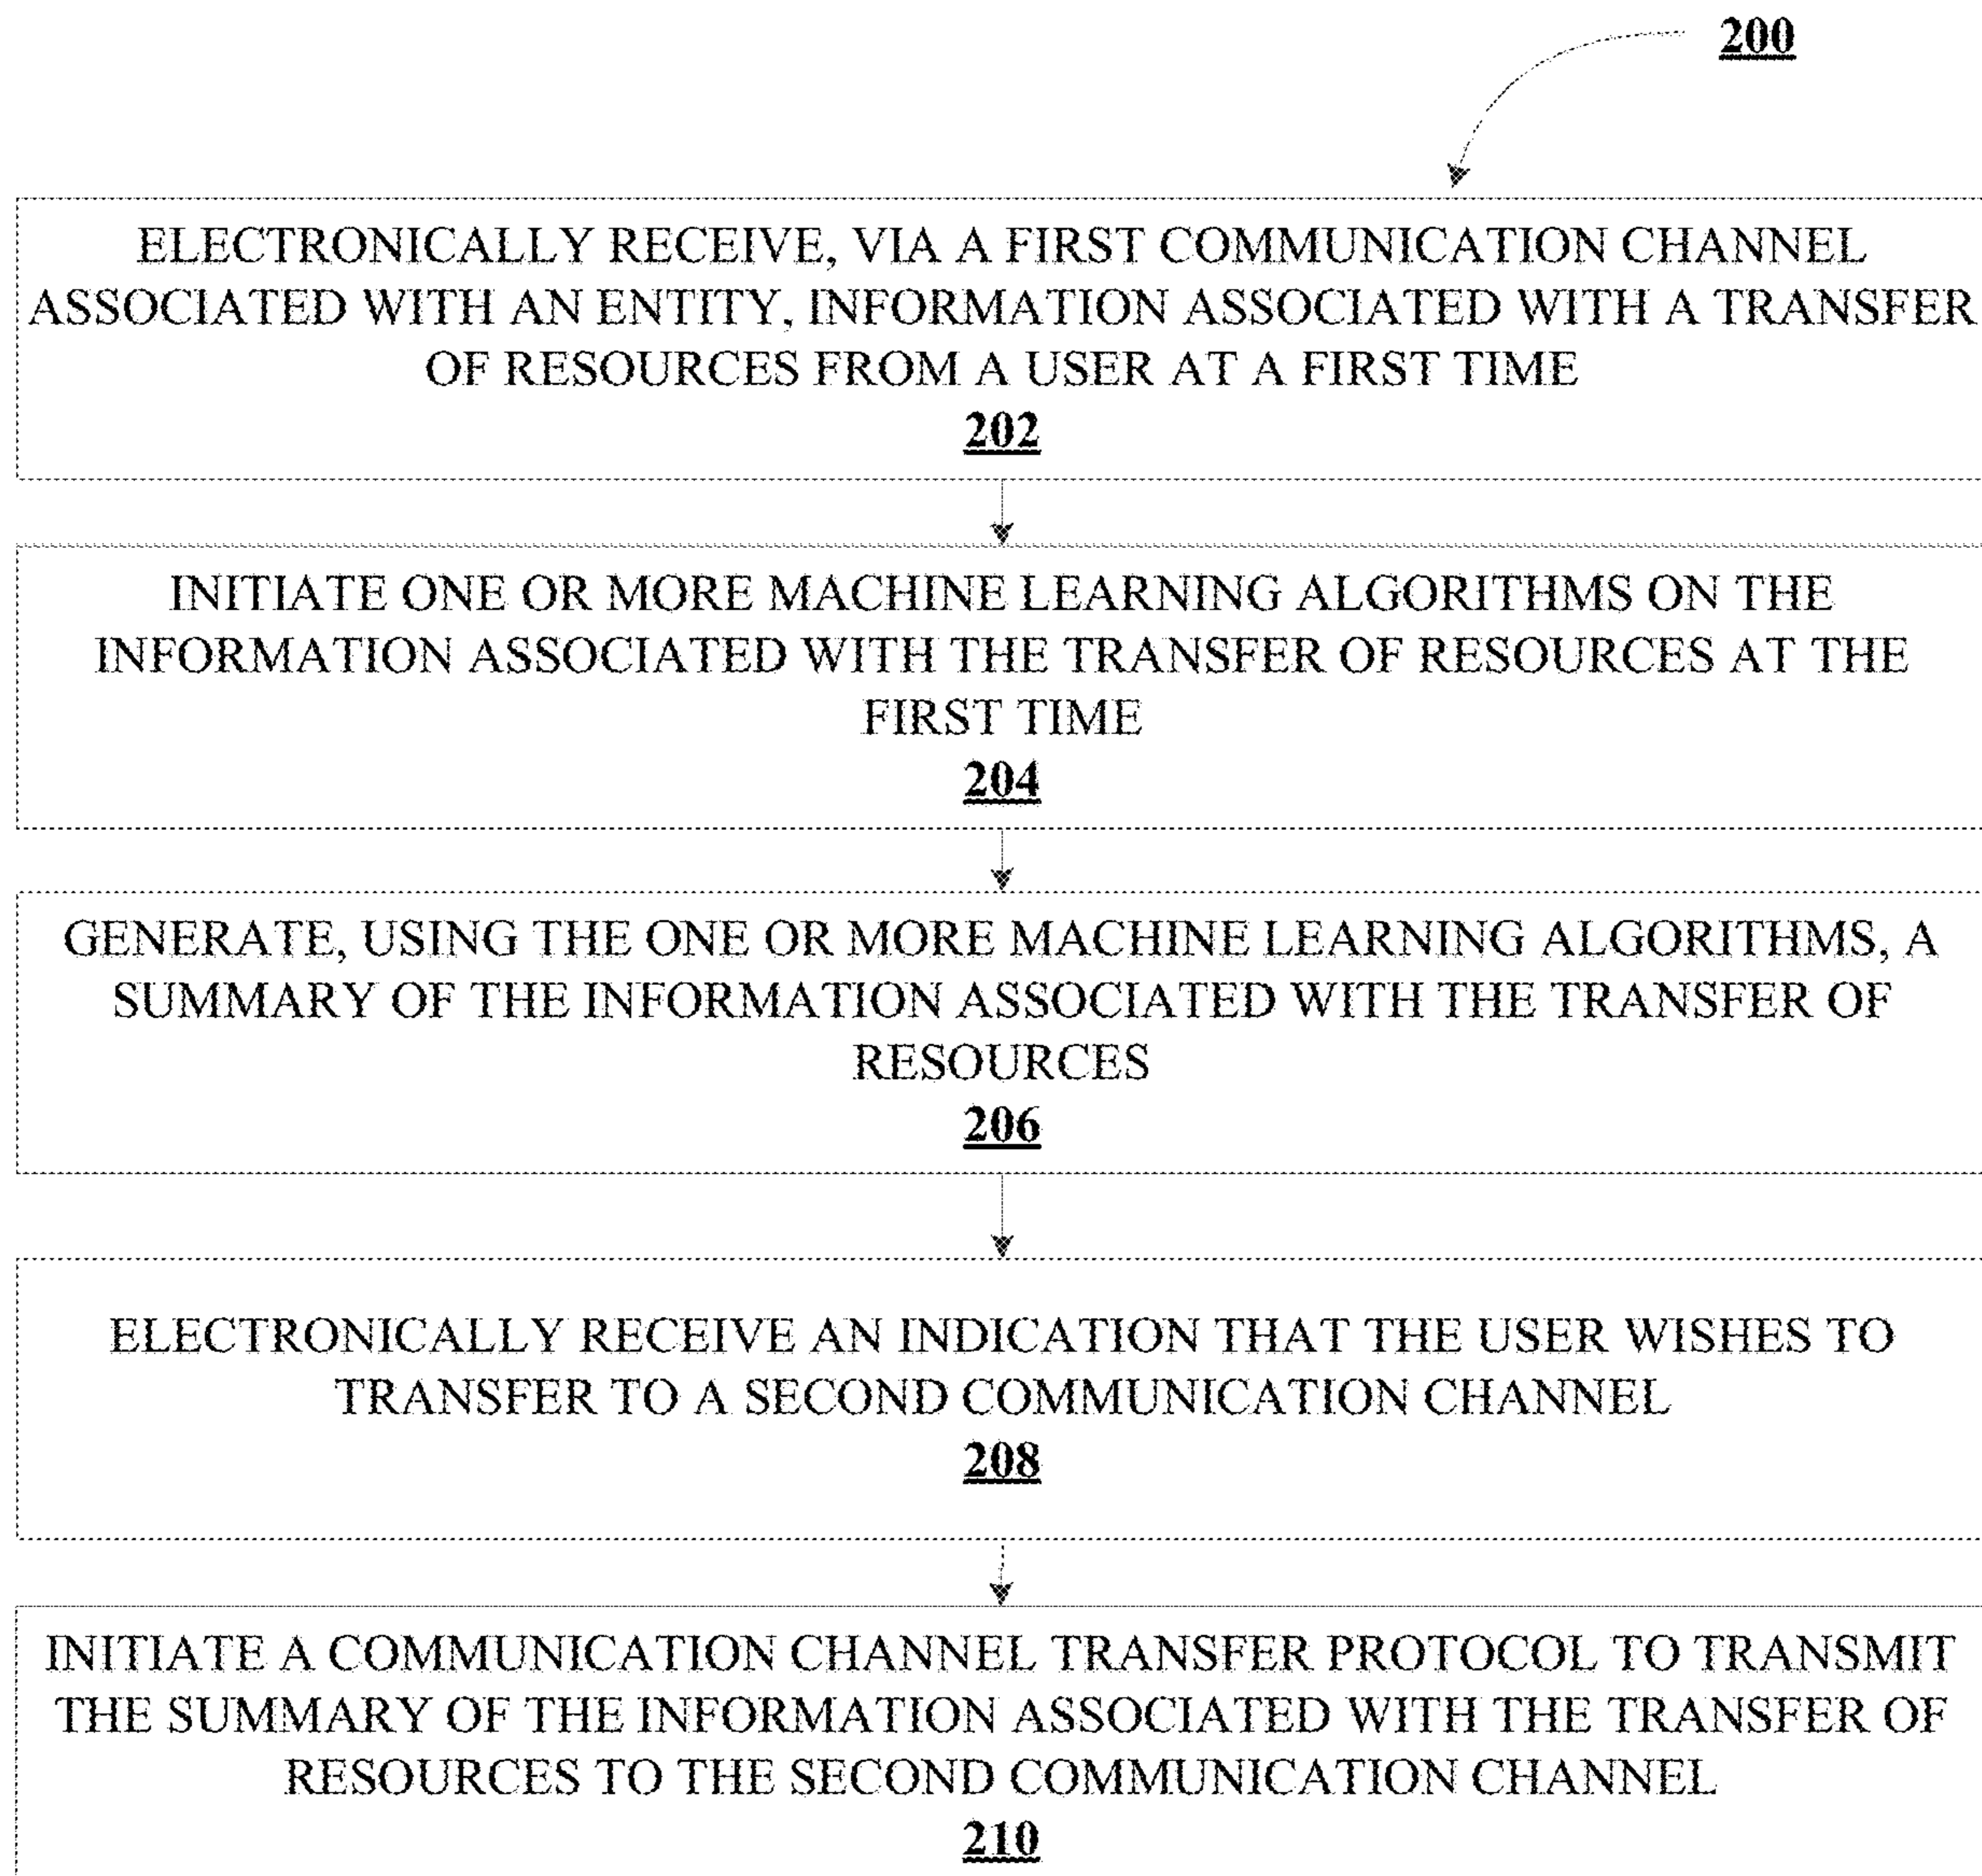 200
ELECTRONICALLY RECEIVE, VIA A FIRST COMMUNICATION CHANNEL
ASSOCIATED WITH AN ENTITY, INFORMATION ASSOCIATED WITH A TRANSFER
OF RESOURCES FROM A USER AT A FIRST TIME
202
INITIATE ONE OR MORE MACHINE LEARNING ALGORITHMS ON THE
INFORMATION ASSOCIATED WITH THE TRANSFER OF RESOURCES AT THE
FIRST TIME
204
GENERATE, USING THE ONE OR MORE MACHINE LEARNING ALGORITHMS, A
SUMMARY OF THE INFORMATION ASSOCIATED WITH THE TRANSFER OF
RESOURCES
206
ELECTRONICALLY RECEIVE AN INDICATION THAT THE USER WISHES TO
TRANSFER TO A SECOND COMMUNICATION CHANNEL
208
INITIATE A COMMUNICATION CHANNEL TRANSFER PROTOCOL TO TRANSMIT
THE SUMMARY OF THE INFORMATION ASSOCIATED WITH THE TRANSFER OF
RESOURCES TO THE SECOND COMMUNICATION CHANNEL
210